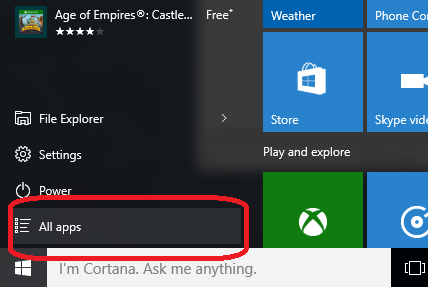 Age of Empires®: Castle...
Free+
Weather
Phone Con
File Explorer
Store
Skype vide
Settings
Play and explore
Power
All apps
I'm Cortana. Ask me anything.